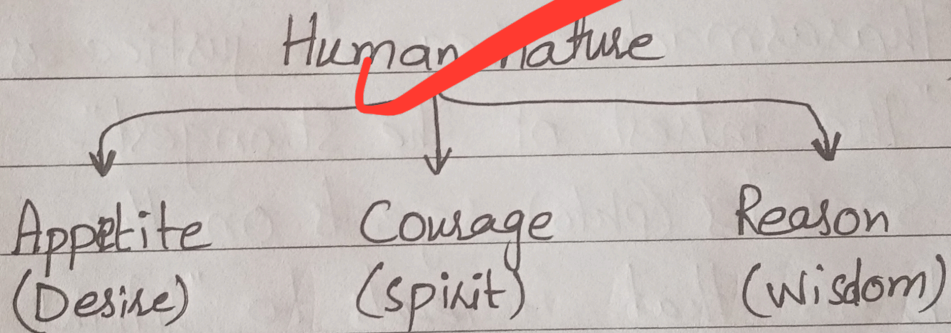 Human nature
Appetite Courage Reason
(Desire) (Spirit) (Wisdom)